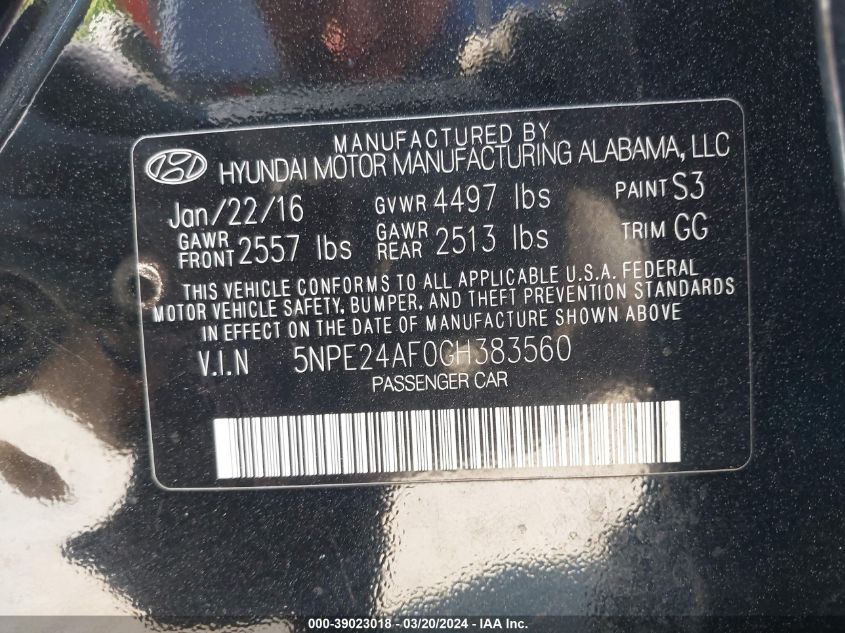 MANUFACTURED BY
HYUNDAI MOTOR MANUFACTURING ALABAMA, LLC
Jan/22/16 GVWR 4497 lbs PAINT S3
GAWR FRONT 2557 lbs GAWR REAR 2513 lbs TRIM GG
THIS VEHICLE CONFORMS TO ALL APPLICABLE U.S.A. FEDERAL
MOTOR VEHICLE SAFETY, BUMPER, AND THEFT PREVENTION STANDARDS
IN EFFECT ON THE DATE OF MANUFACTURE SHOWN ABOVE
V.I.N 5NPE24AF0GH383560
PASSENGER CAR
000-39023018 - 03/20/2024 - IAA Inc.